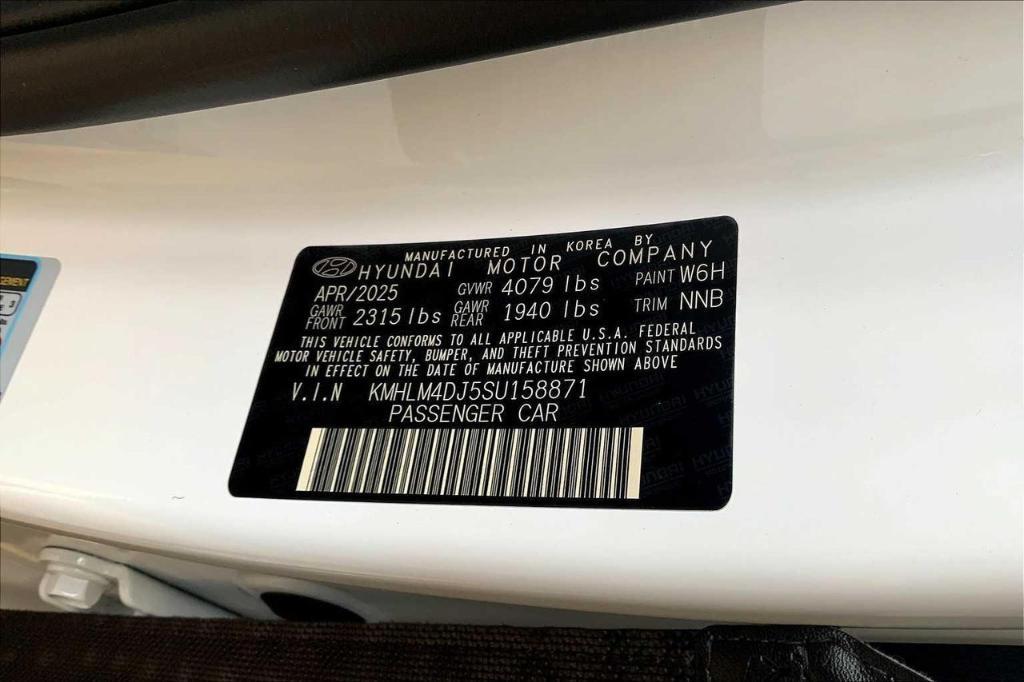 MANUFACTURED IN KOREA BY
HYUNDAI MOTOR COMPANY
APR/2025 GVWR 4079 lbs PAINT W6H
GAWR FRONT 2315 lbs GAWR REAR 1940 lbs TRIM NNB
THIS VEHICLE CONFORMS TO ALL APPLICABLE U.S.A. FEDERAL
MOTOR VEHICLE SAFETY, BUMPER, AND THEFT PREVENTION STANDARDS
IN EFFECT ON THE DATE OF MANUFACTURE SHOWN ABOVE
V.I.N KMHLM4DJ5SU158871
PASSENGER CAR